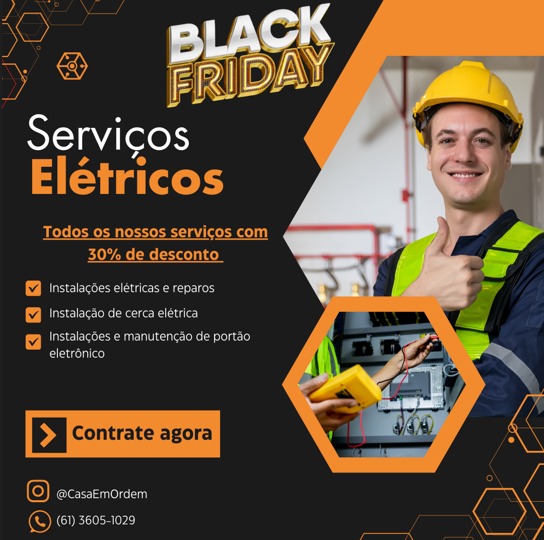 BLACK
FRIDAY
Serviços
Elétricos
Todos os nossos serviços com
30% de desconto
Instalações elétricas e reparos
Instalação de cerca elétrica
Instalações e manutenção de portão
eletrônico
Contrate agora
@CasaEmOrdem
(61) 3605-1029